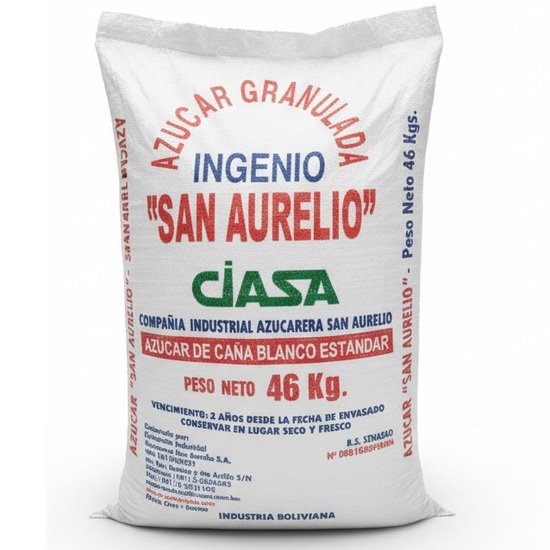 AZUCAR GRANULADA
INGENIO
"SAN AURELIO"
CIASA
COMPAÑIA INDUSTRIAL AZUCARERA SAN AURELIO
AZUCAR DE CAÑA BLANCO ESTANDAR
PESO NETO 46 Kg.
VENCIMIENTO: 2 AÑOS DESDE LA FECHA DE ENVASADO
CONSERVAR EN LUGAR SECO Y FRESCO
S.A.
S/N
R.S. SENASAG
INDUSTRIA BOLIVIANA
AZUCAR "SAN AURELIO" -
AZUCAR "SAN AURELIO" - Peso Neto 46 Kgs.